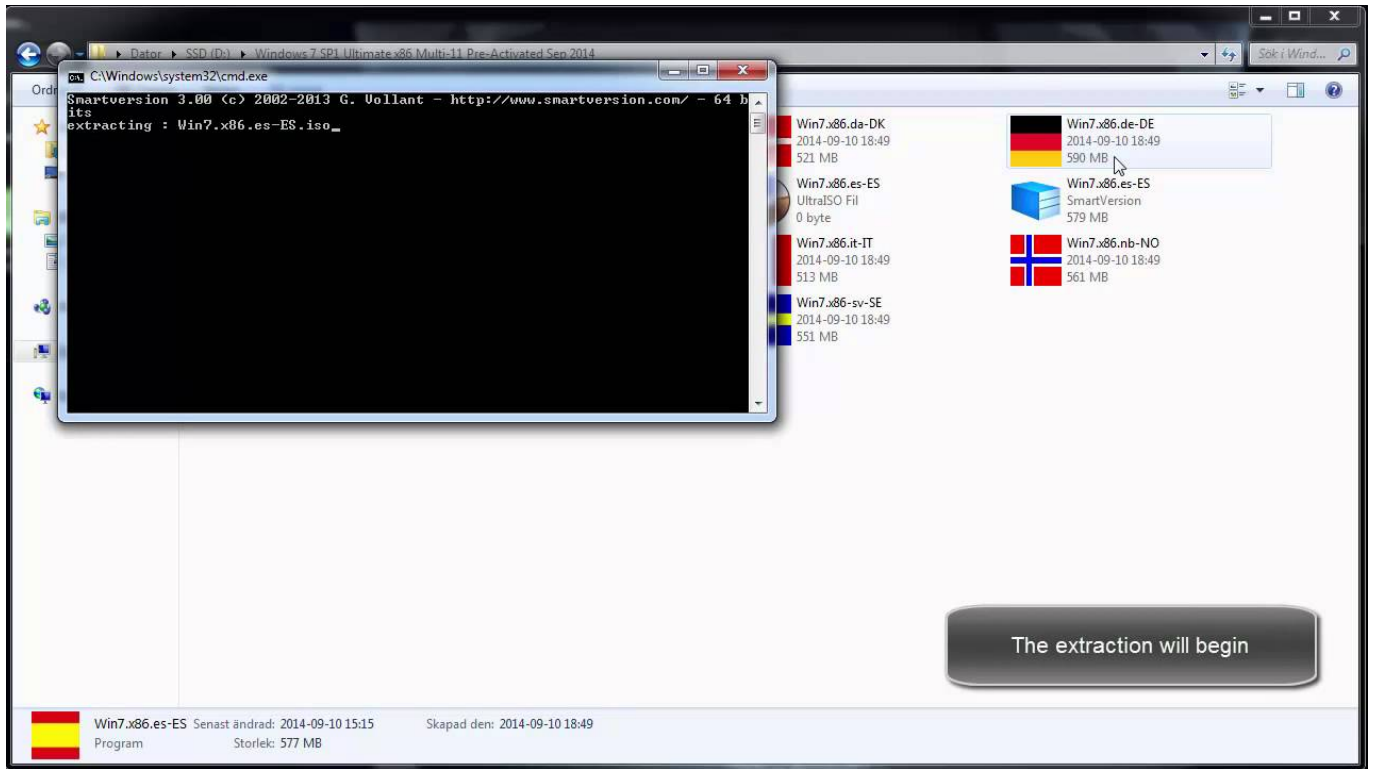 Dator ▸ SSD (D:) ▸ Windows 7 SP1 Ultimate x86 Multi-11 Pre-Activated Sep 2014
Sök i Wind...
C:\Windows\system32\cmd.exe
Smartversion 3.00 (c) 2002-2013 G. Vollant - http://www.smartversion.com/ - 64 b
its
extracting : Win7.x86.es-ES.iso_
Win7.x86.da-DK
2014-09-10 18:49
521 MB
Win7.x86.de-DE
2014-09-10 18:49
590 MB
Win7.x86.es-ES
UltraISO Fil
0 byte
Win7.x86.es-ES
SmartVersion
579 MB
Win7.x86.it-IT
2014-09-10 18:49
513 MB
Win7.x86.nb-NO
2014-09-10 18:49
561 MB
Win7.x86-sv-SE
2014-09-10 18:49
551 MB
The extraction will begin
Win7.x86.es-ES Senast ändrad: 2014-09-10 15:15 Skapad den: 2014-09-10 18:49
Program Storlek: 577 MB